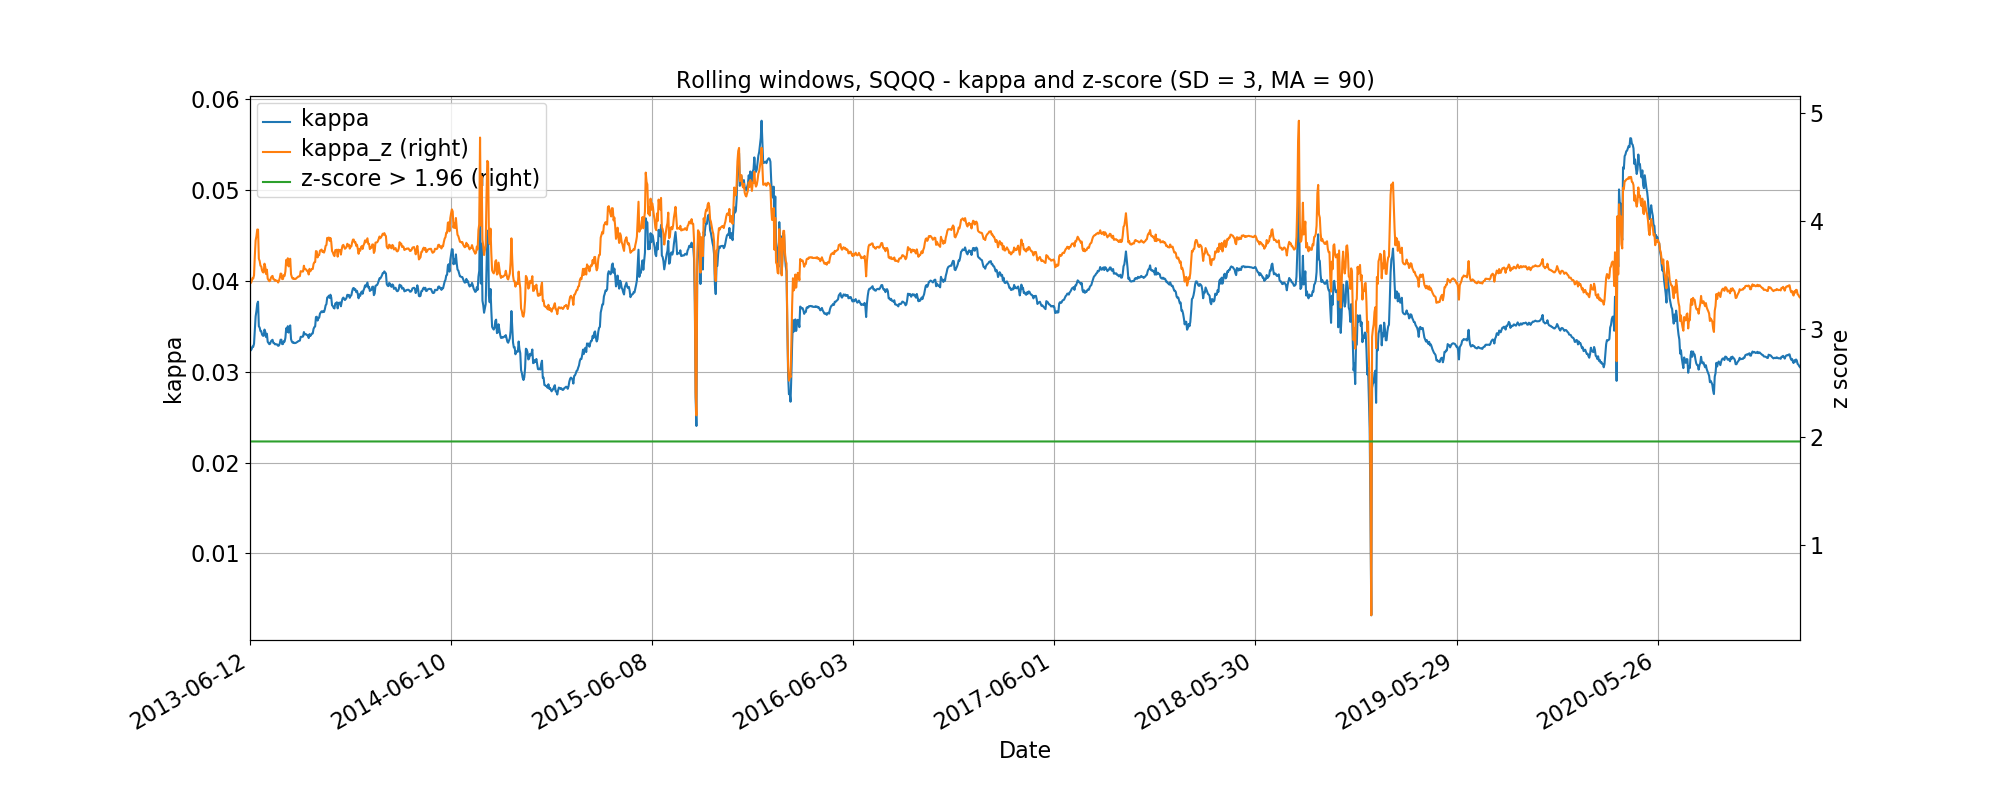 Rolling windows, SQQQ - kappa and z-score (SD = 3, MA = 90)
kappa
kappa_z (right)
z-score > 1.96 (right)
0.06
0.05
0.04
0.03
0.02
0.01
kappa
5
4
3
2
1
z score
2013-06-12
2014-06-10
2015-06-08
2016-06-03
2017-06-01
2018-05-30
2019-05-29
2020-05-26
Date